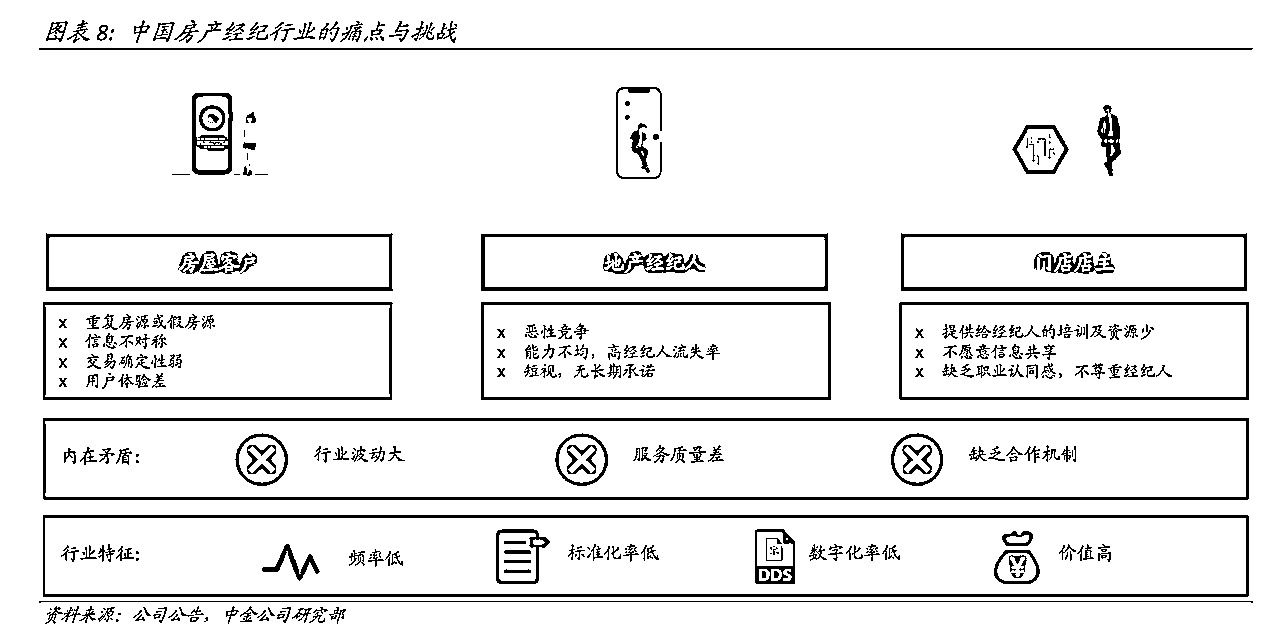 图表 8: 中国房产经纪行业的痛点与挑战
房屋客户
x 重复房源或假房源
x 信息不对称
x 交易确定性弱
x 用户体验差
地产经纪人
x 恶性竞争
x 能力不均,高经纪人流失率
x 短视,无长期承诺
门店店主
x 提供给经纪人的培训及资源少
x 不愿意信息共享
x 缺乏职业认同感,不尊重经纪人
内在矛盾: 行业波动大 服务质量差 缺乏合作机制
行业特征: 频率低 标准化率低 DDS 数字化率低 ¥ 价值高
资料来源:公司公告,中金公司研究部